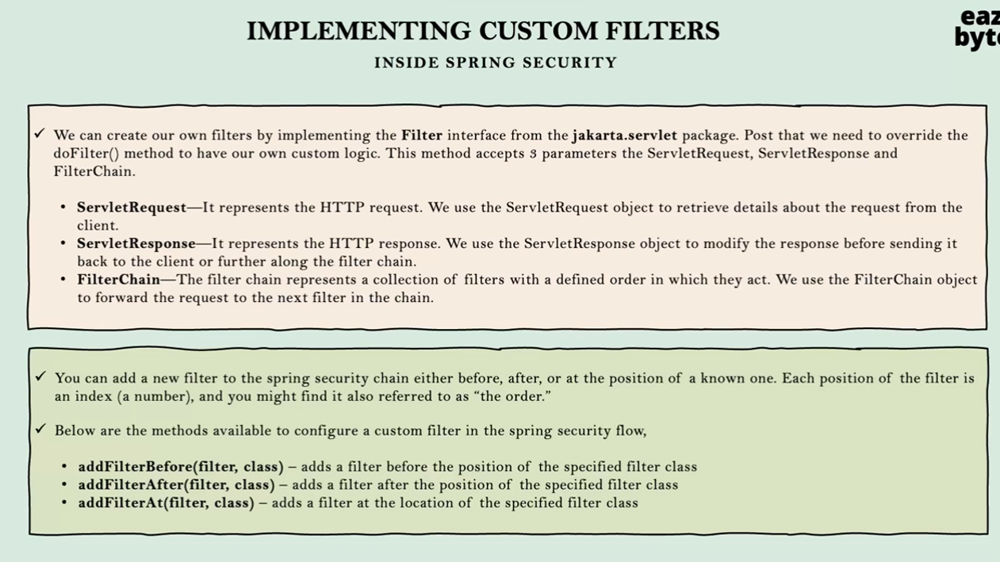 IMPLEMENTING CUSTOM FILTERS
INSIDE SPRING SECURITY
✓ We can create our own filters by implementing the Filter interface from the jakarta.servlet package. Post that we need to override the
doFilter() method to have our own custom logic. This method accepts 3 parameters the ServletRequest, ServletResponse and
FilterChain.
• ServletRequest—It represents the HTTP request. We use the ServletRequest object to retrieve details about the request from the
client.
• ServletResponse—It represents the HTTP response. We use the ServletResponse object to modify the response before sending it
back to the client or further along the filter chain.
• FilterChain—The filter chain represents a collection of filters with a defined order in which they act. We use the FilterChain object
to forward the request to the next filter in the chain.
✓ You can add a new filter to the spring security chain either before, after, or at the position of a known one. Each position of the filter is
an index (a number), and you might find it also referred to as “the order.”
✓ Below are the methods available to configure a custom filter in the spring security flow,
• addFilterBefore(filter, class) – adds a filter before the position of the specified filter class
• addFilterAfter(filter, class) – adds a filter after the position of the specified filter class
• addFilterAt(filter, class) – adds a filter at the location of the specified filter class